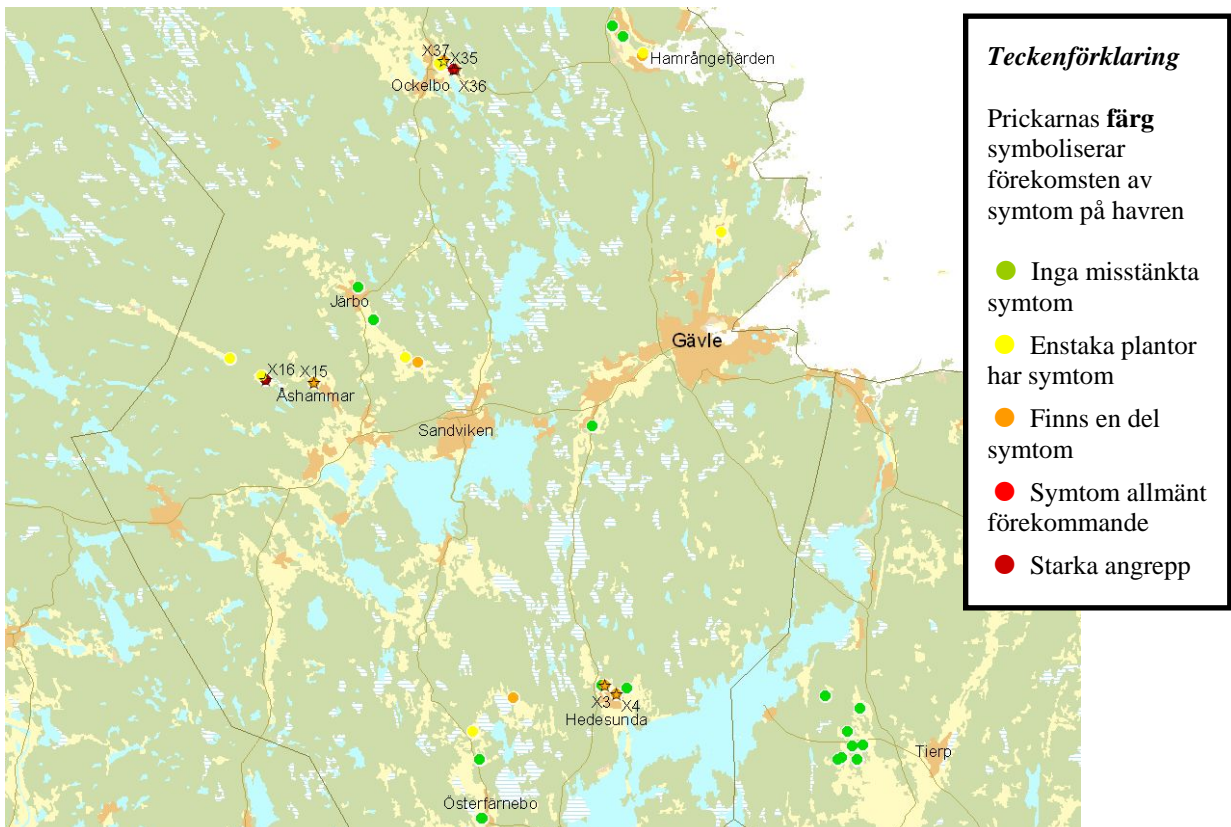 X37
X35
Hamrångefjärden
Ockelbo
X36
Järbo
Gävle
X16
X15
Åshammar
Sandviken
X3
X4
Hedesunda
Tierp
Österfärnebo
Teckenförklaring
Prickarnas färg
symboliserar
förekomsten av
symtom på havren
Inga misstänkta
symtom
Enstaka plantor
har symtom
Finns en del
symtom
Symtom allmänt
förekommande
Starka angrepp